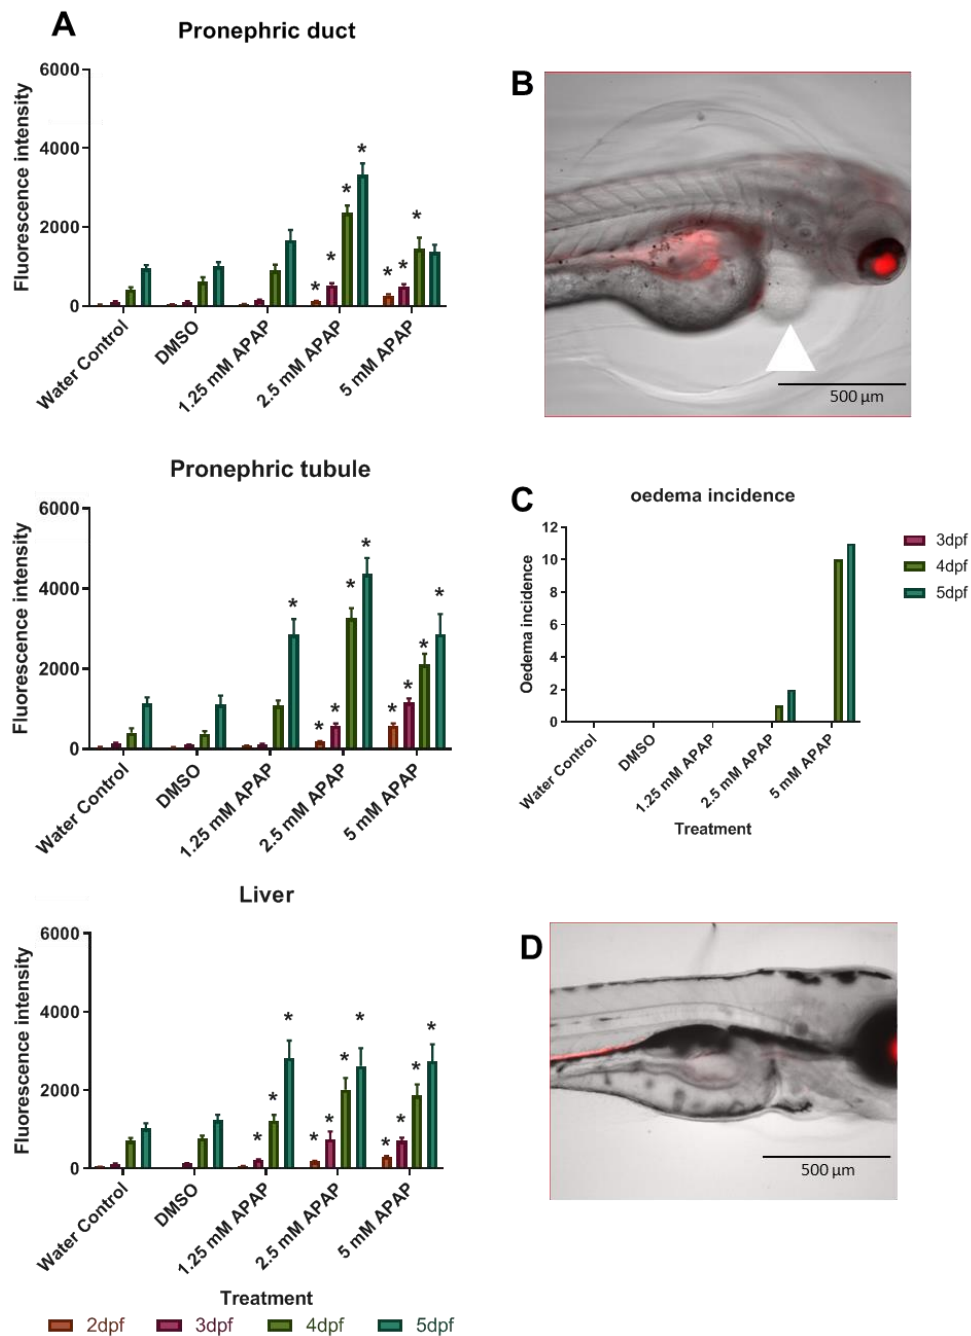 A
Pronephric duct
Fluorescence intensity
6000
4000
2000
0
* * * *
* * *
Water Control
DMSO
1.25 mM APAP
2.5 mM APAP
5 mM APAP
B
500 µm
Pronephric tubule
Fluorescence intensity
6000
4000
2000
0
*
* * * *
* * * *
Water Control
DMSO
1.25 mM APAP
2.5 mM APAP
5 mM APAP
C
oedema incidence
Oedema incidence
12
10
8
6
4
2
0
Water Control
DMSO
1.25 mM APAP
2.5 mM APAP
5 mM APAP
Treatment
3dpf
4dpf
5dpf
Liver
Fluorescence intensity
6000
4000
2000
0
* * *
* * * *
* * * *
Water Control
DMSO
1.25 mM APAP
2.5 mM APAP
5 mM APAP
Treatment
2dpf 3dpf 4dpf 5dpf
D
500 µm